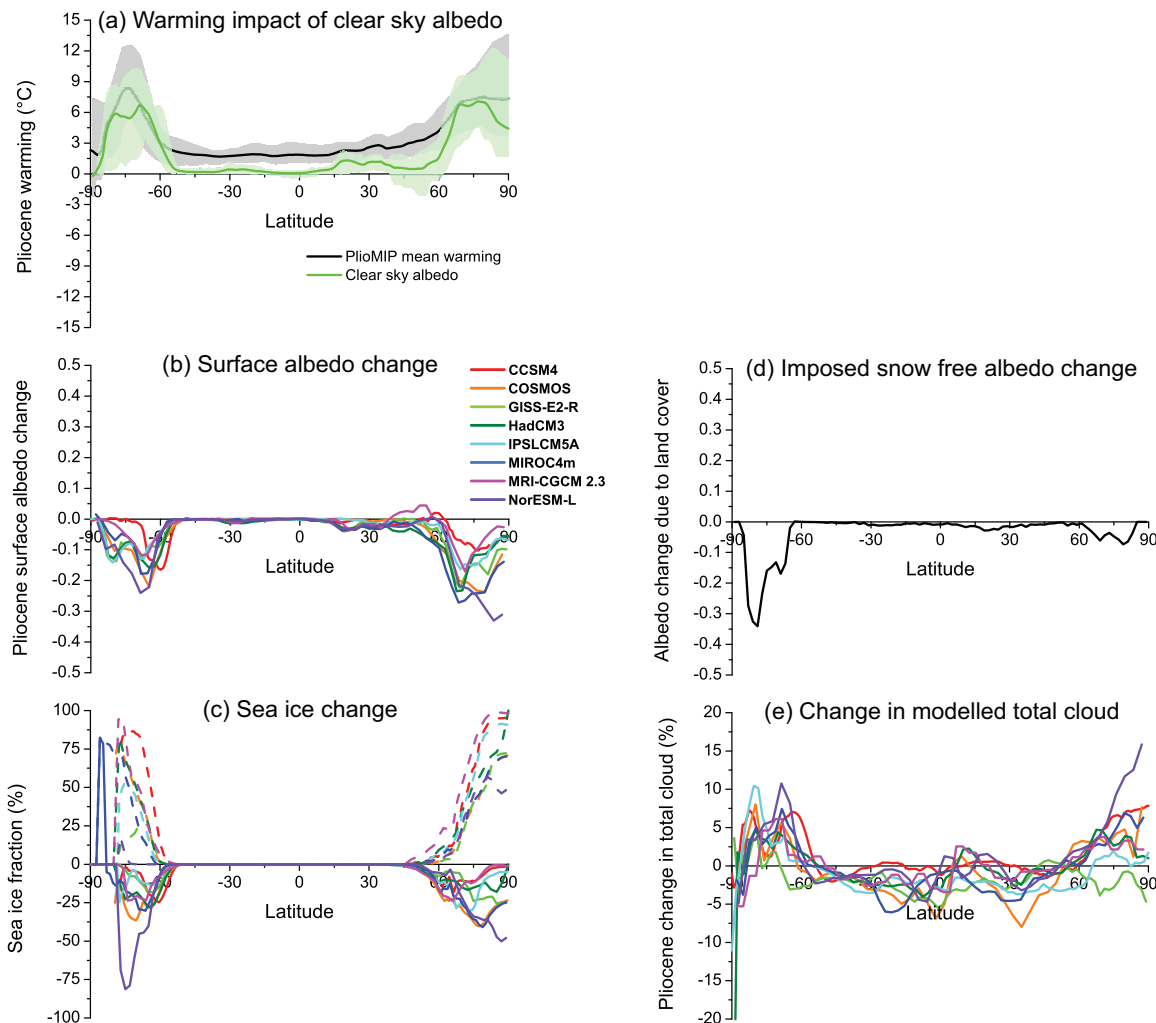 (a) Warming impact of clear sky albedo
Pliocene warming (°C)
15
12
9
6
3
0
-3
-6
-9
-12
-15
-90 -60 -30 0 30 60 90
Latitude
PlioMIP mean warming
Clear sky albedo
(b) Surface albedo change
Pliocene surface albedo change
0.5
0.4
0.3
0.2
0.1
0.0
-0.1
-0.2
-0.3
-0.4
-0.5
-90 -60 -30 0 30 60 90
Latitude
CCSM4
COSMOS
GISS-E2-R
HadCM3
IPSLCM5A
MIROC4m
MRI-CGCM 2.3
NorESM-L
(d) Imposed snow free albedo change
Albedo change due to land cover
0.5
0.4
0.3
0.2
0.1
0.0
-0.1
-0.2
-0.3
-0.4
-0.5
-90 -60 -30 0 30 60 90
Latitude
(c) Sea ice change
Sea ice fraction (%)
100
75
50
25
0
-25
-50
-75
-100
-90 -60 -30 0 30 60 90
Latitude
(e) Change in modelled total cloud
Pliocene change in total cloud (%)
20
15
10
5
0
-5
-10
-15
-20
-90 -60 -30 0 30 60 90
Latitude